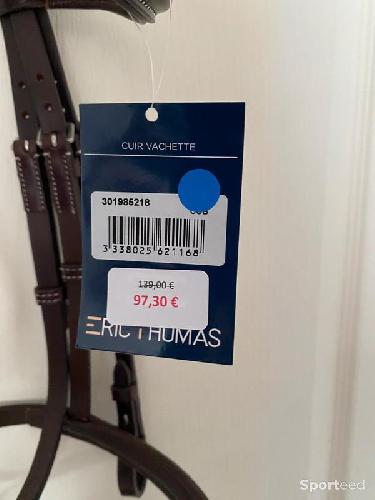 CUIR VACHETTE
301985218
3 338025 621168
139,00 €
97,30 €
ERIC THOMAS
Sporteed